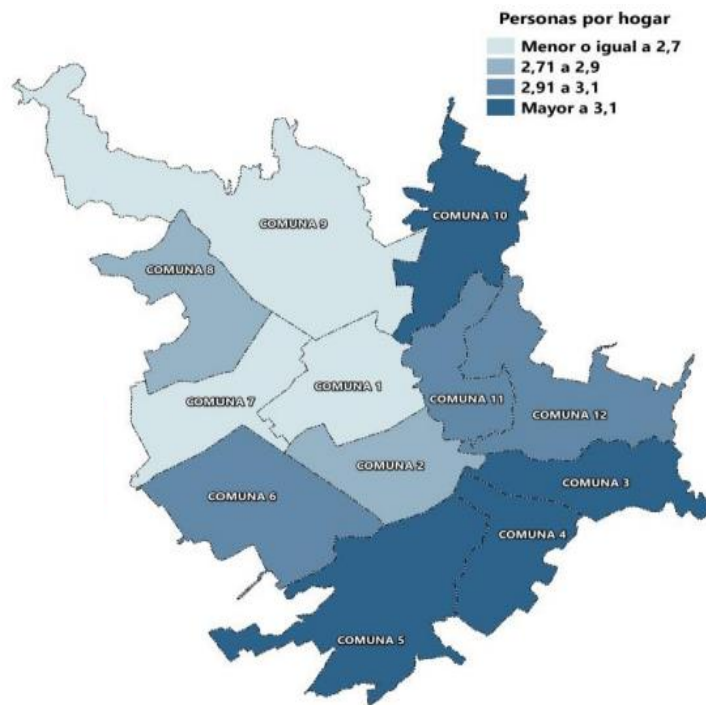 Personas por hogar
Menor o igual a 2,7
2,71 a 2,9
2,91 a 3,1
Mayor a 3,1
COMUNA 10
COMUNA 9
COMUNA 8
COMUNA 1
COMUNA 7
COMUNA 11
COMUNA 12
COMUNA 2
COMUNA 3
COMUNA 6
COMUNA 4
COMUNA 5